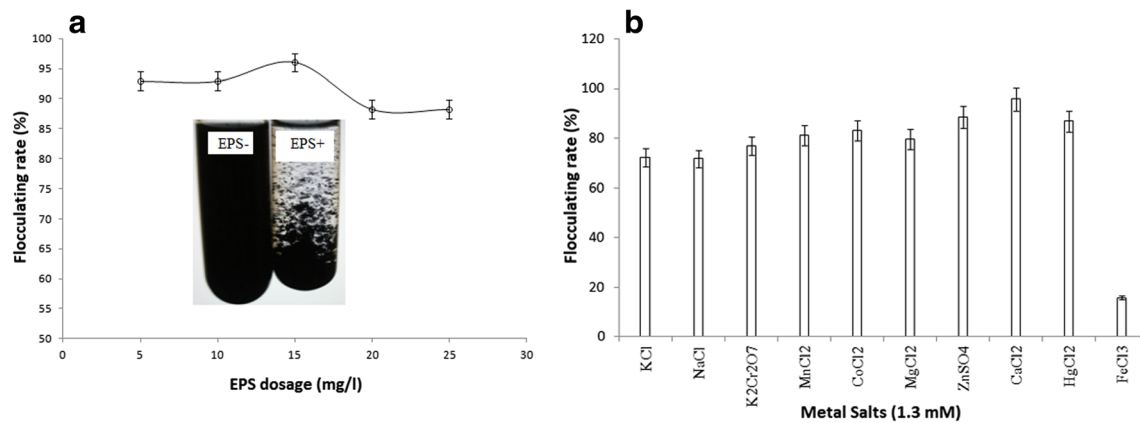 a
Flocculating rate (%)
100
95
90
85
80
75
70
65
60
55
50
EPS-
EPS+
0
5
10
15
20
25
30
EPS dosage (mg/l)
b
Flocculating rate (%)
120
100
80
60
40
20
0
KCl
NaCl
K2Cr2O7
MnCl2
CoCl2
MgCl2
ZnSO4
CaCl2
HgCl2
FeCl3
Metal Salts (1.3 mM)